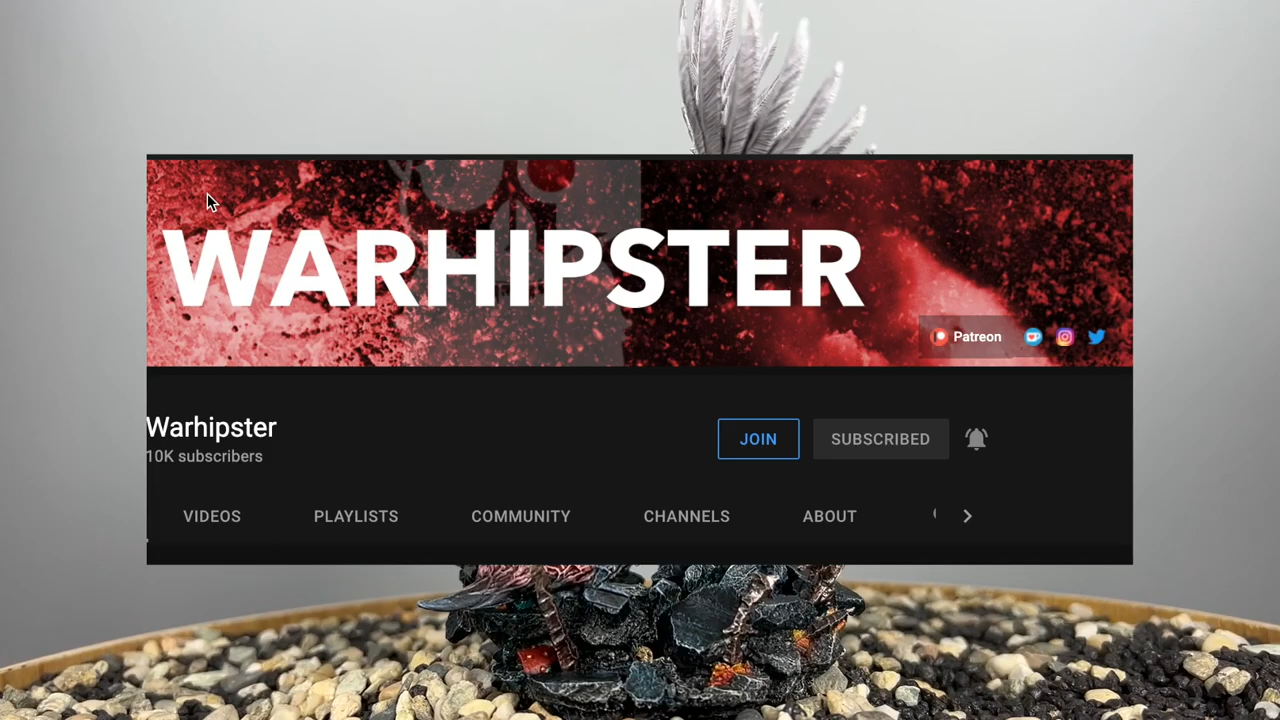 WARHIPSTER
Patreon
Warhipster
JOIN
SUBSCRIBED
10K subscribers
VIDEOS
PLAYLISTS
COMMUNITY
CHANNELS
ABOUT